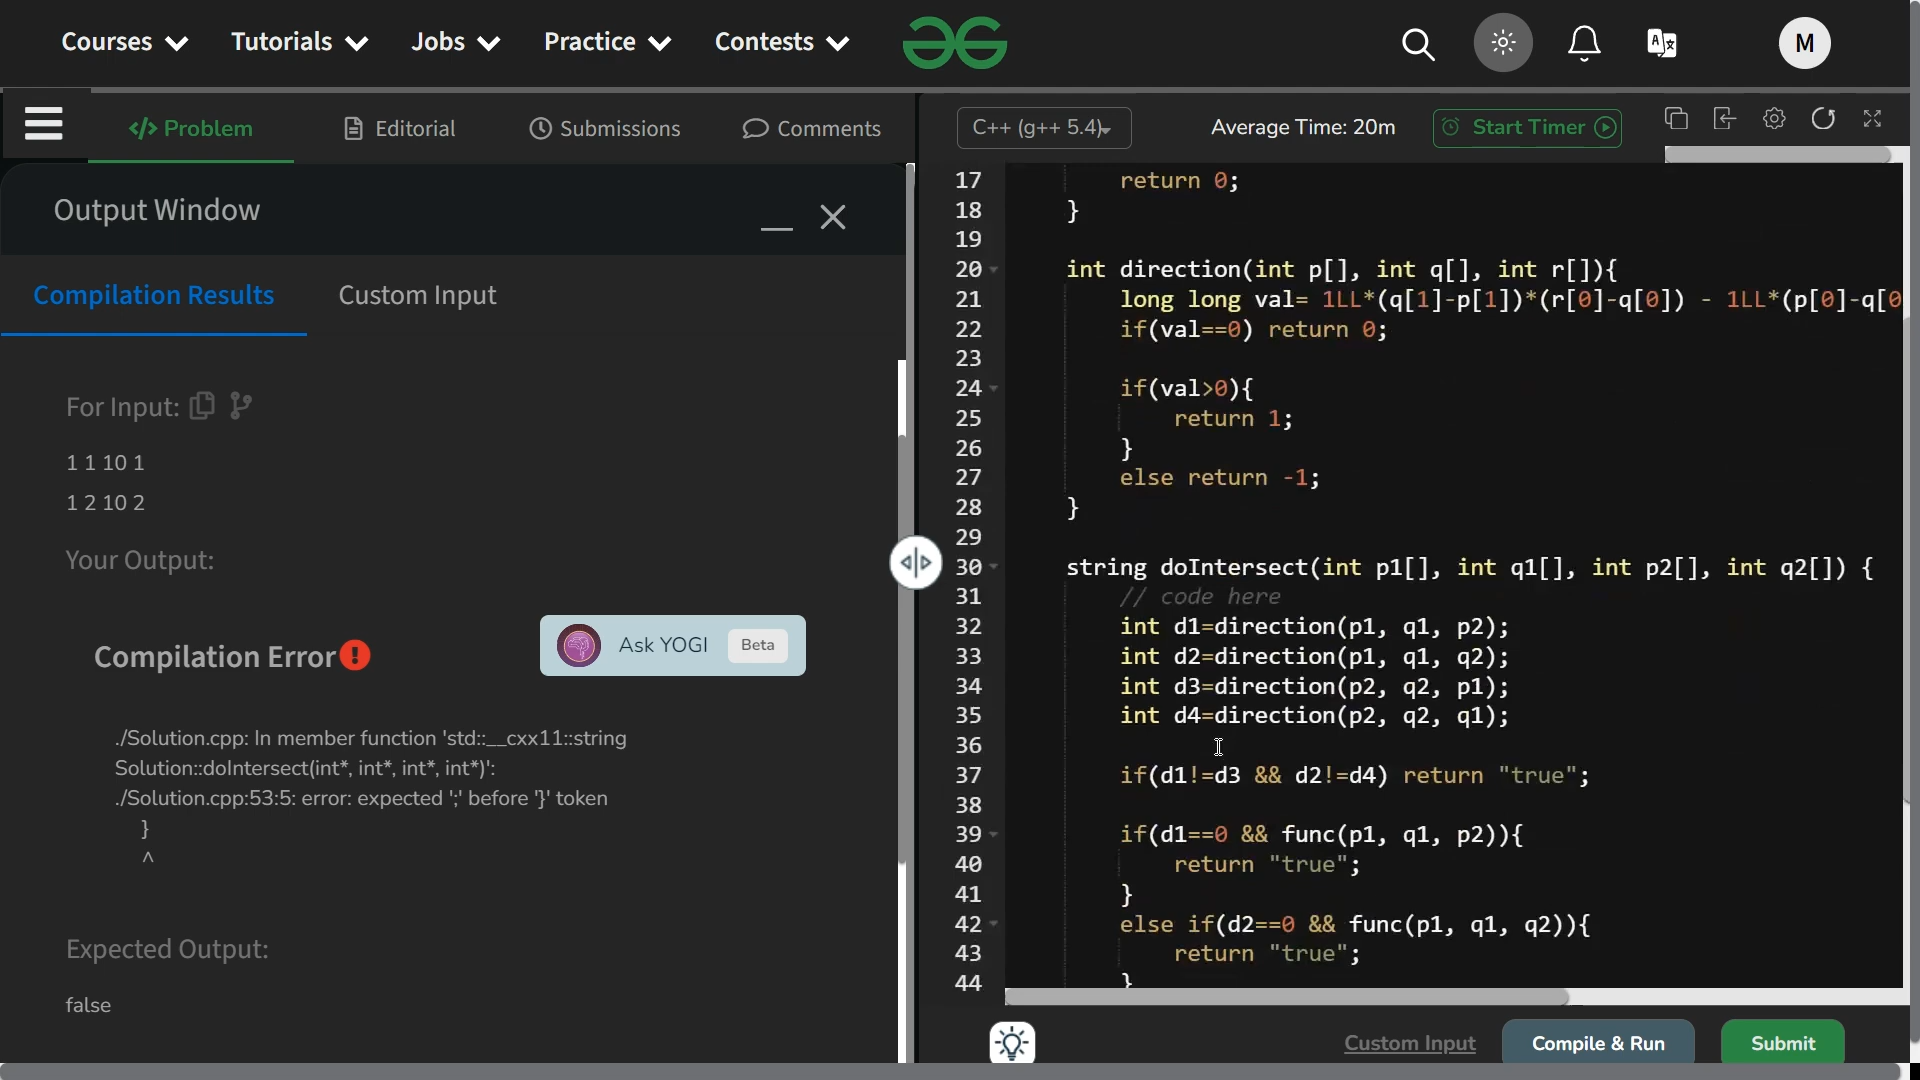 Courses Tutorials Jobs Practice Contests M
Problem Editorial Submissions Comments
C++ (g++ 5.4) Average Time: 20m Start Timer
Output Window
Compilation Results Custom Input
For Input:
1 1 10 1
1 2 10 2
Your Output:
Compilation Error
Ask YOGI Beta
./Solution.cpp: In member function 'std::__cxx11::string
Solution::doIntersect(int*, int*, int*, int*)':
./Solution.cpp:53:5: error: expected ';' before '}' token
}
^
Expected Output:
false
17 return 0;
18 }
19
20 int direction(int p[], int q[], int r[]){
21 long long val= 1LL*(q[1]-p[1])*(r[0]-q[0]) - 1LL*(p[0]-q[0
22 if(val==0) return 0;
23
24 if(val>0){
25 return 1;
26 }
27 else return -1;
28 }
29
30 string doIntersect(int p1[], int q1[], int p2[], int q2[]) {
31 // code here
32 int d1=direction(p1, q1, p2);
33 int d2=direction(p1, q1, q2);
34 int d3=direction(p2, q2, p1);
35 int d4=direction(p2, q2, q1);
36
37 if(d1!=d3 && d2!=d4) return "true";
38
39 if(d1==0 && func(p1, q1, p2)){
40 return "true";
41 }
42 else if(d2==0 && func(p1, q1, q2)){
43 return "true";
44 }
Custom Input Compile & Run Submit